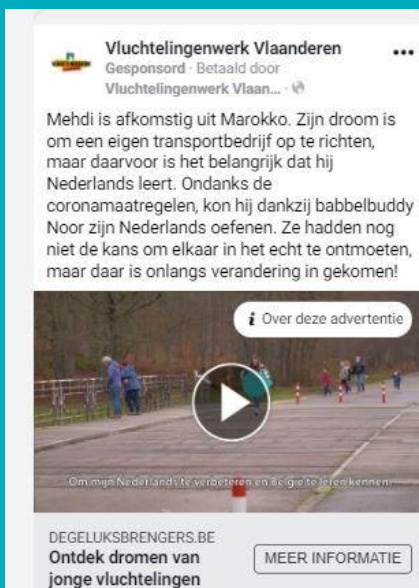 Vluchtelingenwerk Vlaanderen
Gesponsord · Betaald door
Vluchtelingenwerk Vlaan... ·
Mehdi is afkomstig uit Marokko. Zijn droom is
om een eigen transportbedrijf op te richten,
maar daarvoor is het belangrijk dat hij
Nederlands leert. Ondanks de
coronamaatregelen, kon hij dankzij babbelbuddy
Noor zijn Nederlands oefenen. Ze hadden nog
niet de kans om elkaar in het echt te ontmoeten,
maar daar is onlangs verandering in gekomen!
i Over deze advertentie
Om mijn Nederlands te verbeteren en België te leren kennen.
DEGELUKSBRENGERS.BE
Ontdek dromen van
jonge vluchtelingen
MEER INFORMATIE